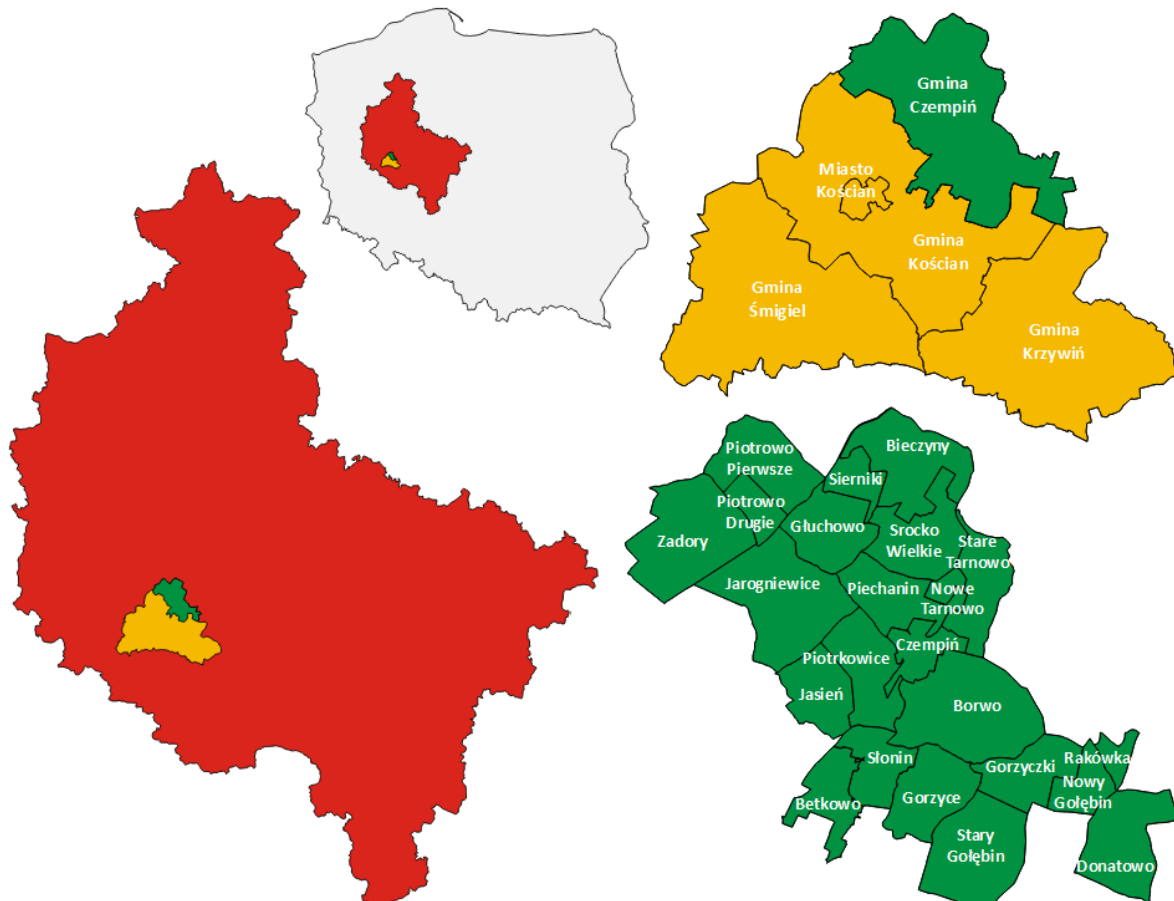 Gmina
Czempiń
Miasto
Kościan
Gmina
Kościan
Gmina
Śmigiel
Gmina
Krzywiń
Bieczyny
Piotrowo
Pierwsze
Sierniki
Piotrowo
Drugie
Głuchowo
Zadory
Srocko
Wielkie
Stare
Tarnowo
Jarogniewice
Piechanin
Nowe
Tarnowo
Czempiń
Piotrkowice
Jasień
Borwo
Słonin
Gorzyczki
Rakówka
Nowy
Gołębin
Betkowo
Gorzyce
Stary
Gołębin
Donatowo